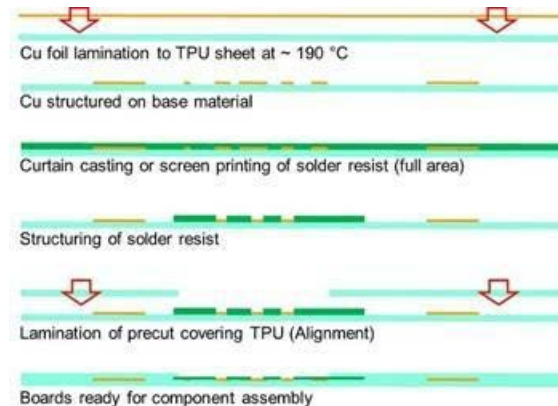 Cu foil lamination to TPU sheet at ~ 190 °C
Cu structured on base material
Curtain casting or screen printing of solder resist (full area)
Structuring of solder resist
Lamination of precut covering TPU (Alignment)
Boards ready for component assembly